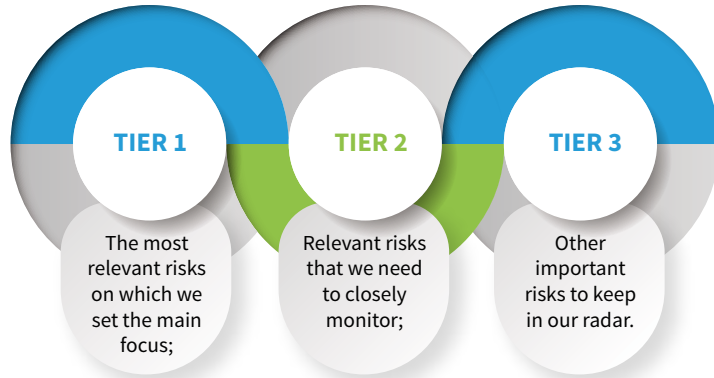 TIER 1
The most
relevant risks
on which we
set the main
focus;
TIER 2
Relevant risks
that we need
to closely
monitor;
TIER 3
Other
important
risks to keep
in our radar.